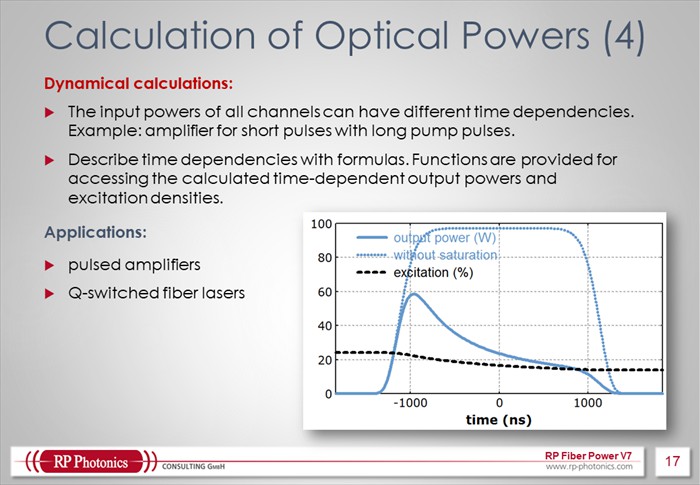 Calculation of Optical Powers (4)
Dynamical calculations:
The input powers of all channels can have different time dependencies.
Example: amplifier for short pulses with long pump pulses.
Describe time dependencies with formulas. Functions are provided for
accessing the calculated time-dependent output powers and
excitation densities.
Applications:
pulsed amplifiers
Q-switched fiber lasers
100
80
60
40
20
0
output power (W)
without saturation
excitation (%)
-1000 0 1000
time (ns)
RP Photonics CONSULTING GMBH
RP Fiber Power V7
www.rp-photonics.com
17